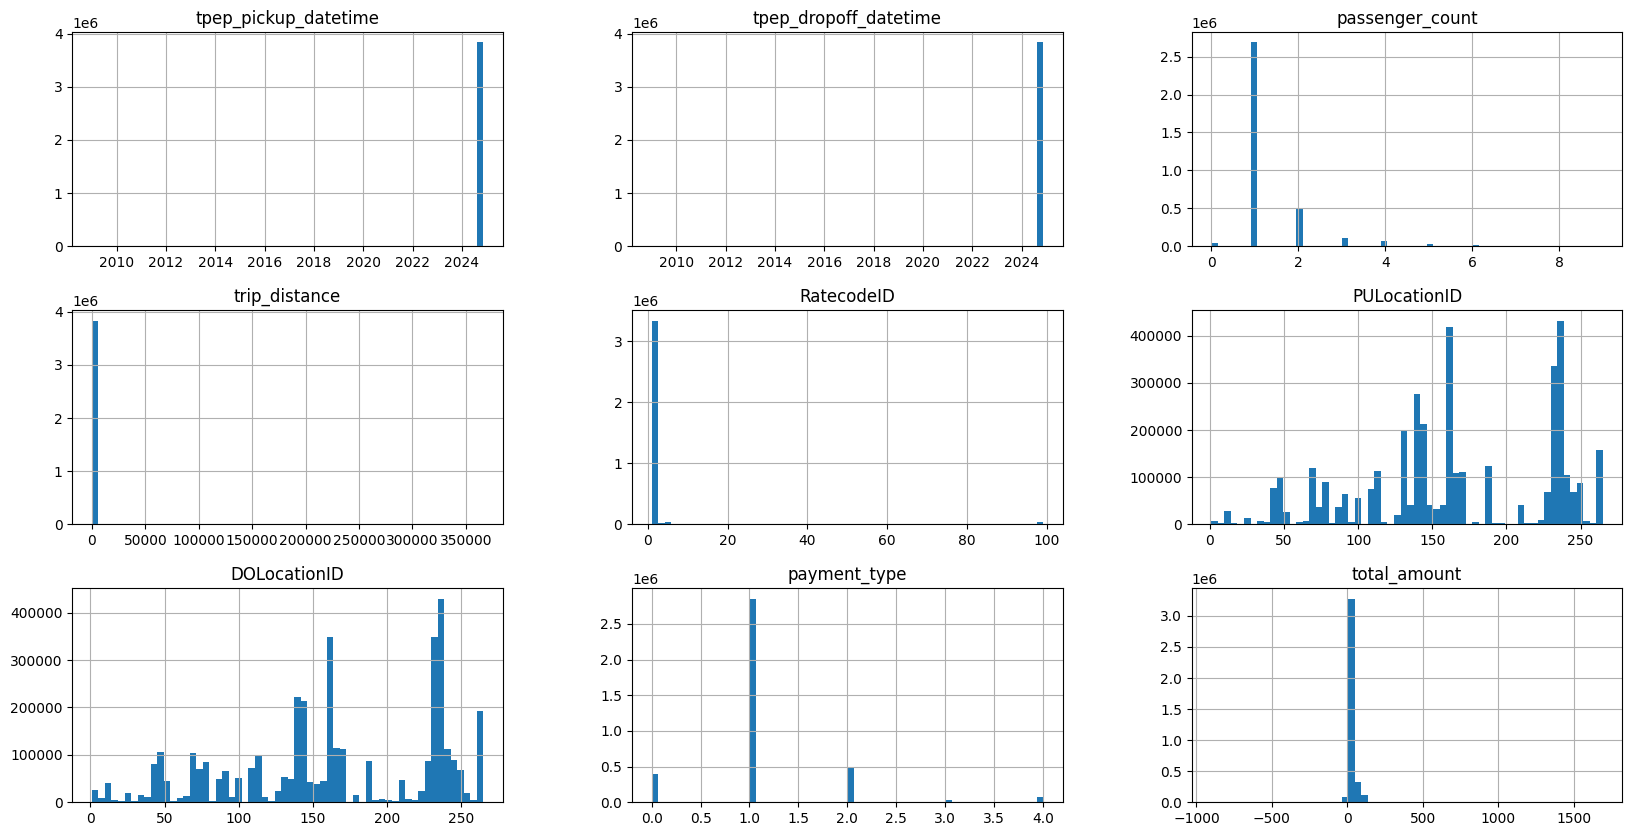 tpep_pickup_datetime
1e6
4
3
2
1
0
2010 2012 2014 2016 2018 2020 2022 2024
tpep_dropoff_datetime
1e6
4
3
2
1
0
2010 2012 2014 2016 2018 2020 2022 2024
passenger_count
1e6
2.5
2.0
1.5
1.0
0.5
0.0
0 2 4 6 8
trip_distance
1e6
4
3
2
1
0
0 50000 100000 150000 200000 250000 300000 350000
RatecodeID
1e6
3
2
1
0
0 20 40 60 80 100
PULocationID
400000
300000
200000
100000
0
0 50 100 150 200 250
DOLocationID
400000
300000
200000
100000
0
0 50 100 150 200 250
payment_type
1e6
2.5
2.0
1.5
1.0
0.5
0.0
0.0 0.5 1.0 1.5 2.0 2.5 3.0 3.5 4.0
total_amount
1e6
3.0
2.5
2.0
1.5
1.0
0.5
0.0
−1000 −500 0 500 1000 1500